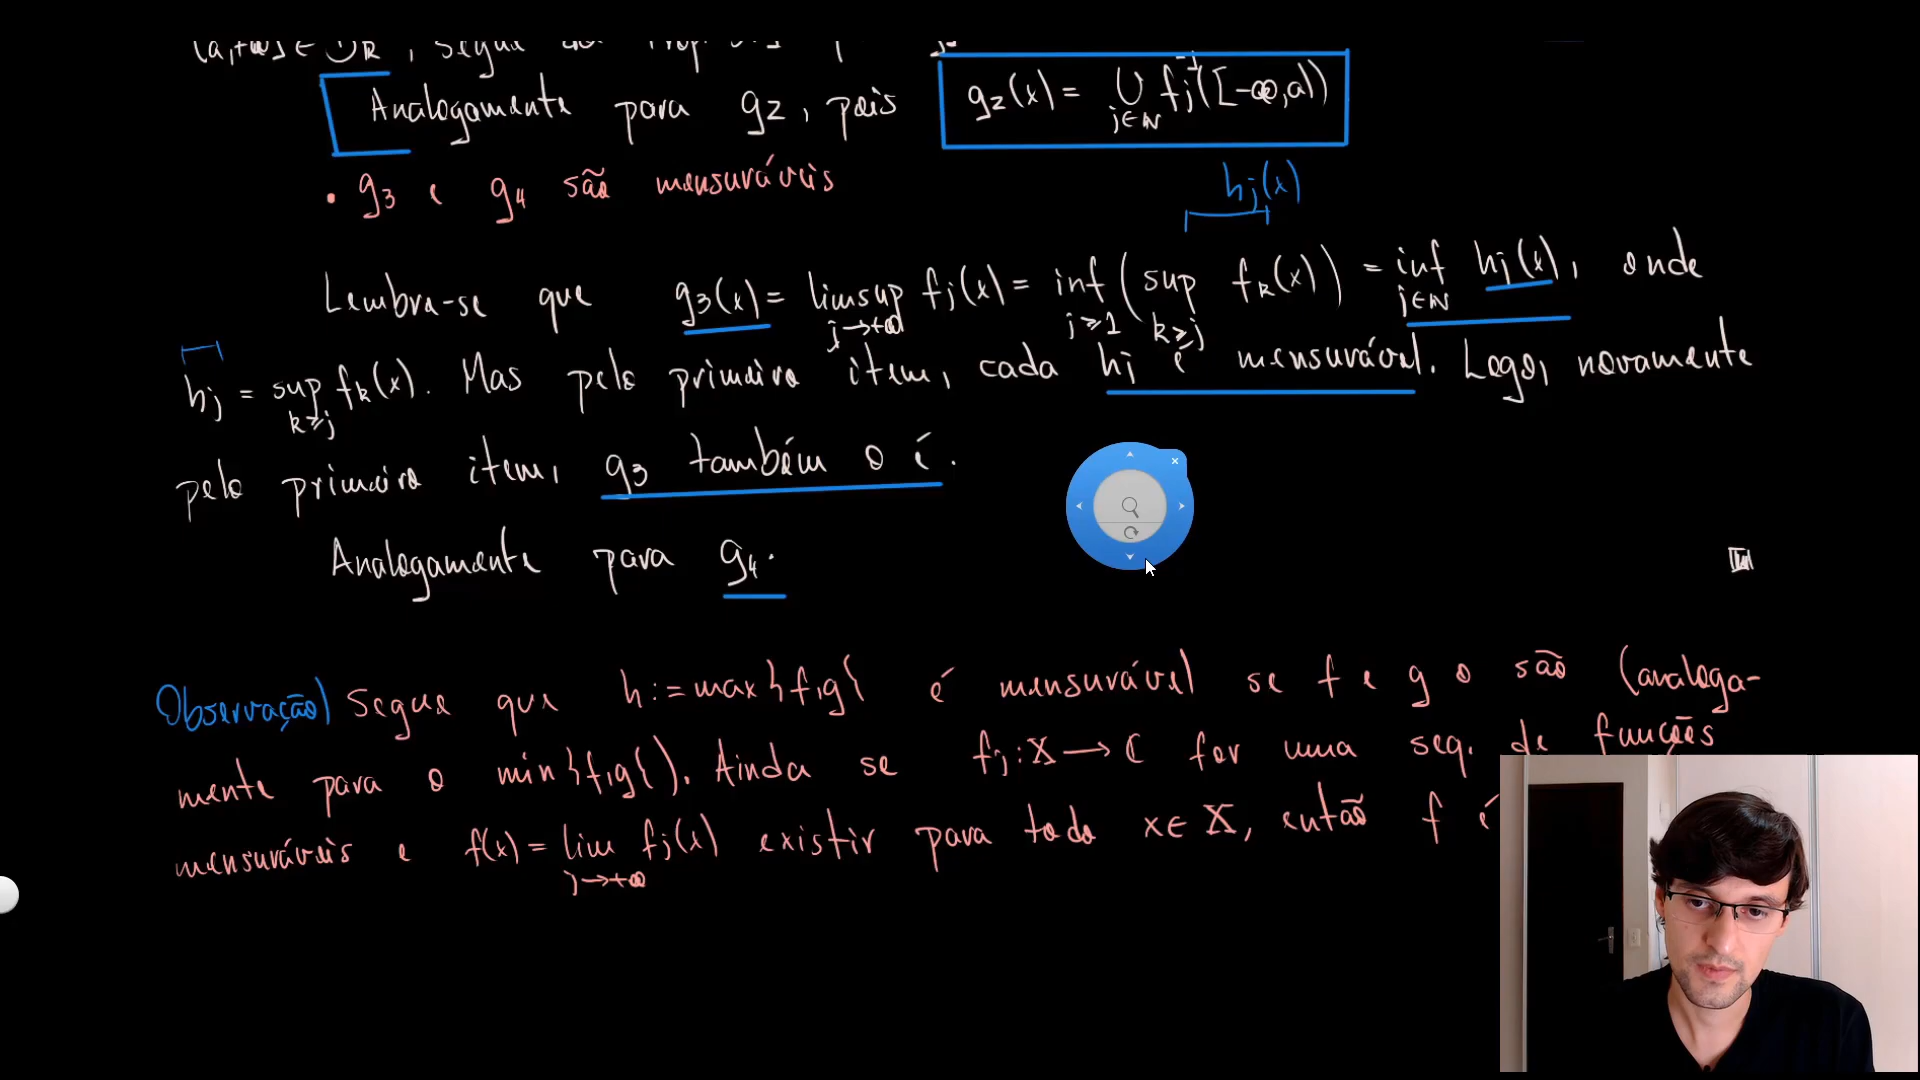 Analogamente para g2, pois g2(x) = ∪ j∈ℕ fj⁻¹([-∞,a))
hj(x)
• g3 e g4 são mensuráveis
Lembra-se que g3(x) = limsup j→+∞ fj(x) = inf j⩾1 (sup k⩾j fk(x)) = inf j∈ℕ hj(x), onde
hj = sup k⩾j fk(x). Mas pelo primeiro item, cada hj é mensurável. Logo, novamente
pelo primeiro item, g3 também o é.
Analogamente para g4.
Observação) Segue que h := max{f,g} é mensurável se f e g o são (analoga-
mente para o min{f,g}). Ainda se fj: X → ℂ for uma seq. de funções
mensuráveis e f(x) = lim j→+∞ fj(x) existir para todo x ∈ X, então f é